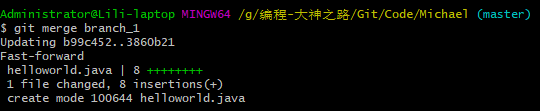 Administrator@Lili-laptop MINGW64 /g/编程-大神之路/Git/Code/Michael (master)
$ git merge branch_1
Updating b99c452..3860b21
Fast-forward
 helloworld.java | 8 ++++++++
 1 file changed, 8 insertions(+)
 create mode 100644 helloworld.java